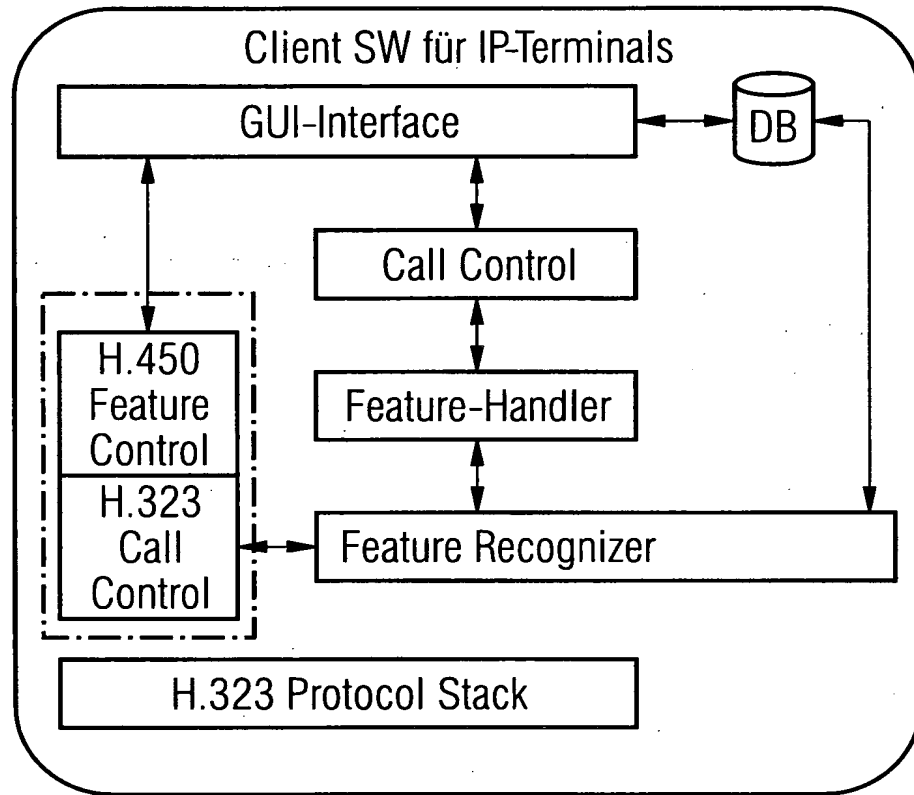 Client SW für IP-Terminals
GUI-Interface
DB
Call Control
H.450
Feature
Control
Feature-Handler
H.323
Call
Control
Feature Recognizer
H.323 Protocol Stack